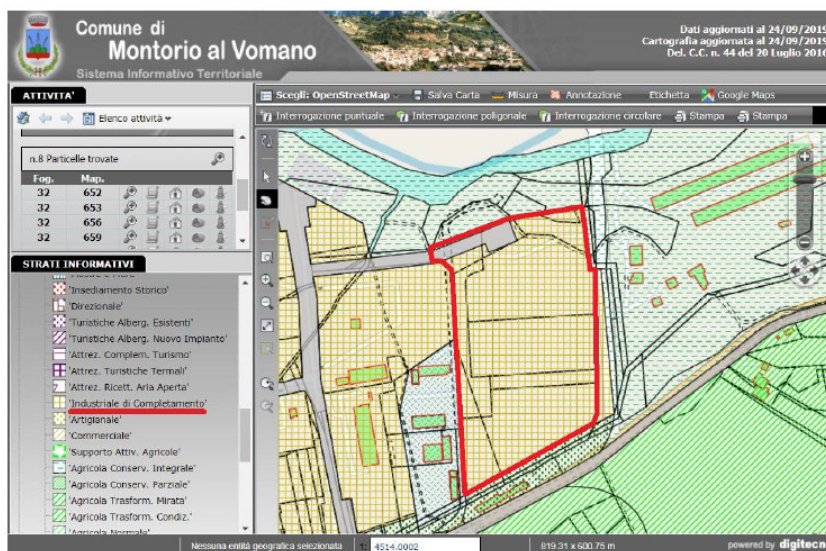 Comune di
Montorio al Vomano
Sistema Informativo Territoriale
Dati aggiornati al 24/09/2019
Cartografia aggiornata al 24/09/2019
Del. C.C. n. 44 del 20 Luglio 2016
ATTIVITA'
Elenco attività
n.8 Particelle trovate
Fog. Map.
32 652
32 653
32 656
32 659
STRATI INFORMATIVI
'Insediamento Storico'
'Direzionale'
'Turistiche Alberg. Esistenti'
'Turistiche Alberg. Nuovo Impianto'
'Attrez. Complem. Turismo'
'Attrez. Turistiche Termali'
'Attrez. Ricett. Aria Aperta'
'Industriale di Completamento'
'Artigianale'
'Commerciale'
'Supporto Attiv. Agricole'
'Agricola Conserv. Integrale'
'Agricola Conserv. Parziale'
'Agricola Trasform. Mirata'
'Agricola Trasform. Condiz.'
'Agricola Normale'
Scegli: OpenStreetMap Salva Carta Misura Annotazione Etichetta Google Maps
Interrogazione puntuale Interrogazione poligonale Interrogazione circolare Stampa Stampa
Nessuna entità geografica selezionata 1: 4514.0002 819.31 x 600.75 m powered by digitecno